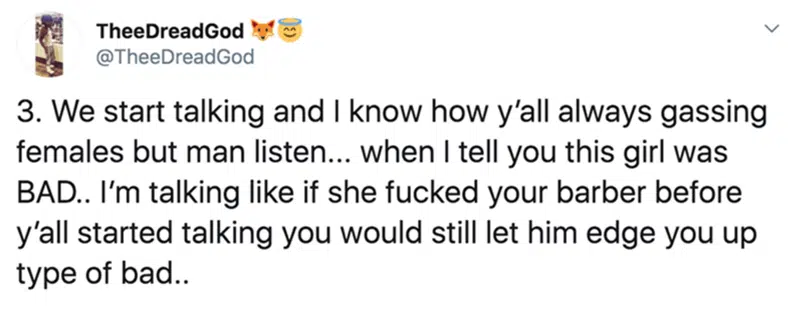 TheeDreadGod 🦊😇
@TheeDreadGod
3. We start talking and I know how y’all always gassing
females but man listen... when I tell you this girl was
BAD.. I’m talking like if she fucked your barber before
y’all started talking you would still let him edge you up
type of bad..